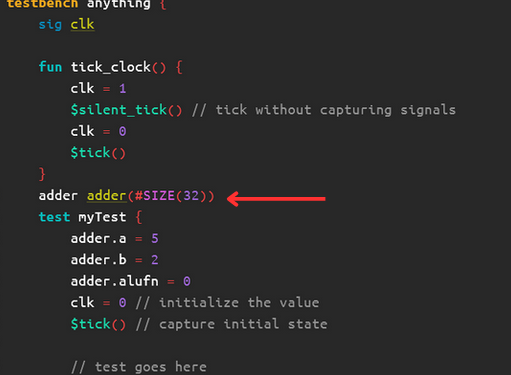 testbench anything {
sig clk
fun tick_clock() {
clk = 1
$silent_tick() // tick without capturing signals
clk = 0
$tick()
}
adder adder(#SIZE(32))
test myTest {
adder.a = 5
adder.b = 2
adder.alufn = 0
clk = 0 // initialize the value
$tick() // capture initial state
// test goes here